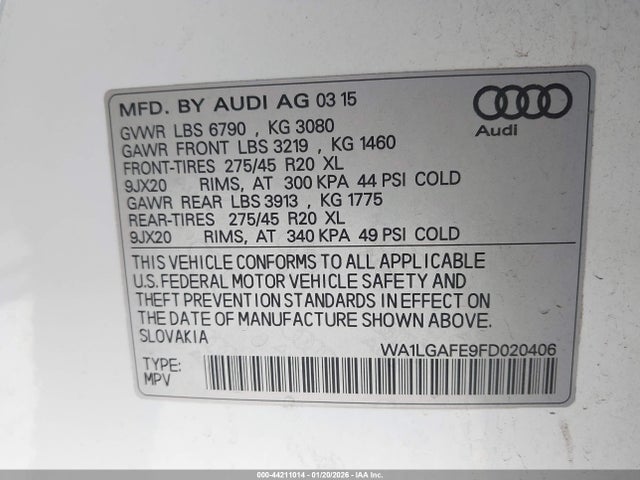 MFD. BY AUDI AG 03 15
GVWR LBS 6790 , KG 3080
GAWR FRONT LBS 3219 , KG 1460
FRONT-TIRES 275/45 R20 XL
9JX20 RIMS, AT 300 KPA 44 PSI COLD
GAWR REAR LBS 3913 , KG 1775
REAR-TIRES 275/45 R20 XL
9JX20 RIMS, AT 340 KPA 49 PSI COLD
Audi
THIS VEHICLE CONFORMS TO ALL APPLICABLE
U.S. FEDERAL MOTOR VEHICLE SAFETY AND
THEFT PREVENTION STANDARDS IN EFFECT ON
THE DATE OF MANUFACTURE SHOWN ABOVE.
SLOVAKIA
WA1LGAFE9FD020406
TYPE:
MPV
000-44211014 - 01/20/2026 - IAA Inc.